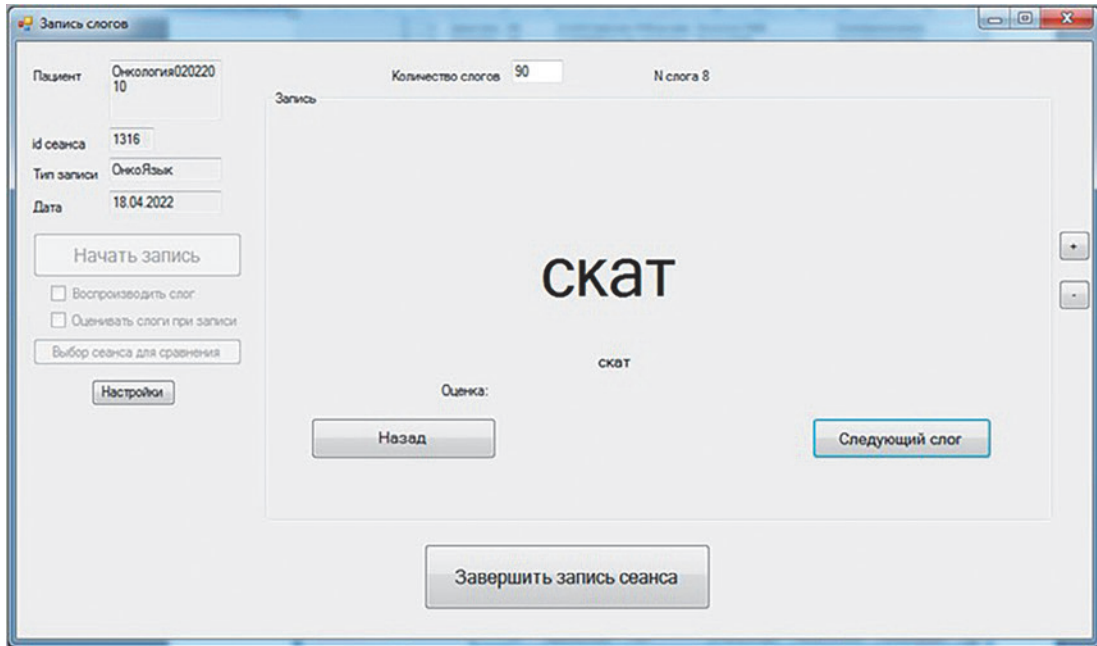 Запись слогов
Пациент
Онкология020220
10
Количество слогов 90
N слога 8
id сеанса 1316
Тип записи ОнкоЯзык
Дата 18.04.2022
Начать запись
Воспроизводить слог
Оценивать слоги при записи
Выбор сеанса для сравнения
Настройки
Запись
скат
скат
Оценка:
Назад
Следующий слог
+
-
Завершить запись сеанса